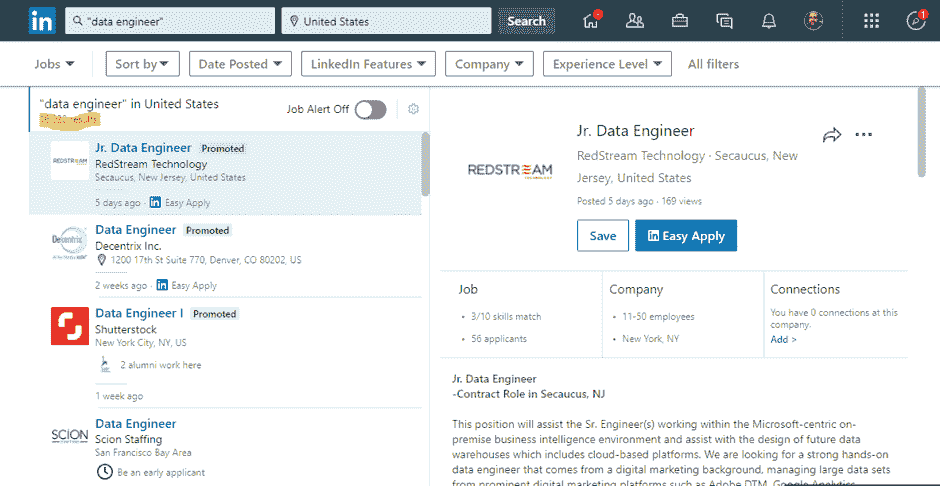 in
"data engineer"
United States
Search
1
Jobs
Sort by
Date Posted
LinkedIn Features
Company
Experience Level
All filters
"data engineer" in United States
Job Alert Off
Jr. Data Engineer Promoted
REDSTREAM
RedStream Technology
Secaucus, New Jersey, United States
5 days ago · in Easy Apply
Data Engineer Promoted
Decentrix
Decentrix Inc.
1200 17th St Suite 770, Denver, CO 80202, US
2 weeks ago · in Easy Apply
Data Engineer I Promoted
Shutterstock
New York City, NY, US
2 alumni work here
1 week ago
Data Engineer
SCION
Scion Staffing
San Francisco Bay Area
Be an early applicant
REDSTREAM
TECHNOLOGY
Jr. Data Engineer
RedStream Technology · Secaucus, New
Jersey, United States
Posted 5 days ago · 169 views
Save
in Easy Apply
Job
• 3/10 skills match
• 56 applicants
Company
• 11-50 employees
• New York, NY
Connections
You have 0 connections at this
company.
Add >
Jr. Data Engineer
-Contract Role in Secaucus, NJ
This position will assist the Sr. Engineer(s) working within the Microsoft-centric on-
premise business intelligence environment and assist with the design of future data
warehouses which includes cloud-based platforms. We are looking for a strong hands-on
data engineer that comes from a digital marketing background, managing large data sets
from prominent digital marketing platforms such as Adobe DTM, Google Analytics,